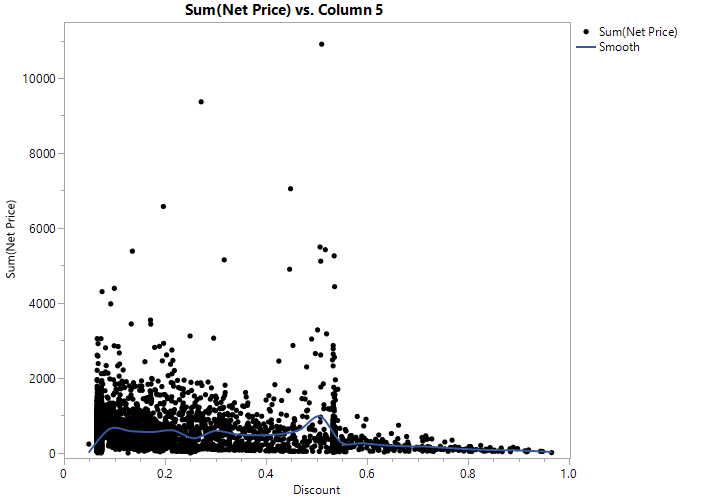 Sum(Net Price) vs. Column 5
Sum(Net Price)
Smooth
Sum(Net Price)
10000
8000
6000
4000
2000
0
0
0.2
0.4
0.6
0.8
1.0
Discount